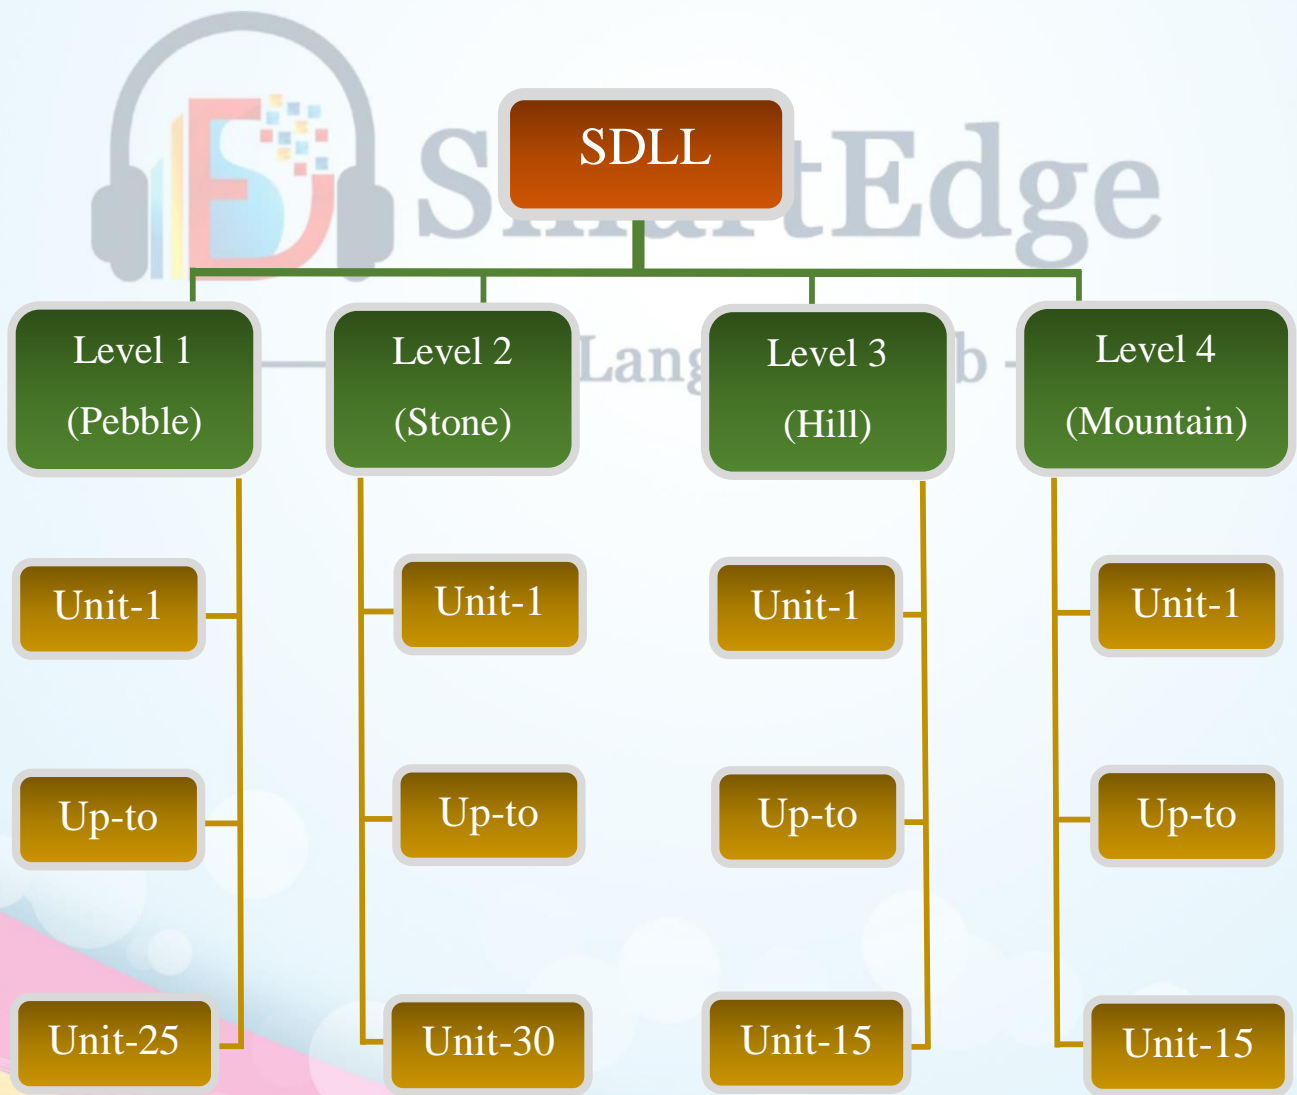 SDLL
SmartEdge
Level 1
(Pebble)
Level 2
(Stone)
Level 3
(Hill)
Level 4
(Mountain)
Unit-1
Unit-1
Unit-1
Unit-1
Up-to
Up-to
Up-to
Up-to
Unit-25
Unit-30
Unit-15
Unit-15